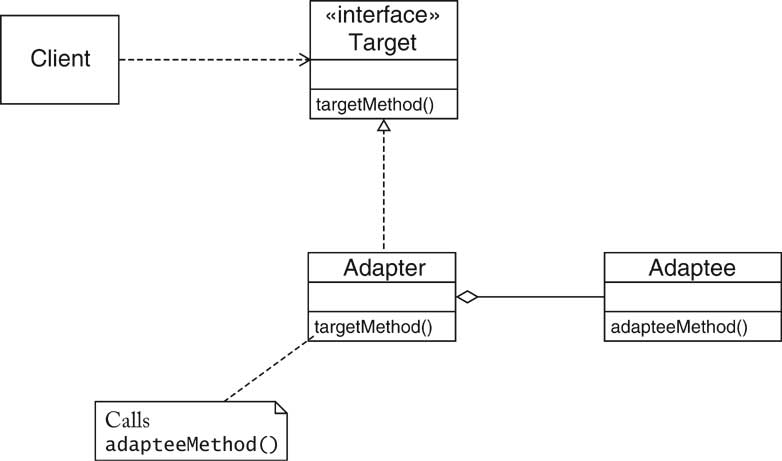 Client
«interface»
Target
targetMethod()
Adapter
targetMethod()
Adaptee
adapteeMethod()
Calls
adapteeMethod()